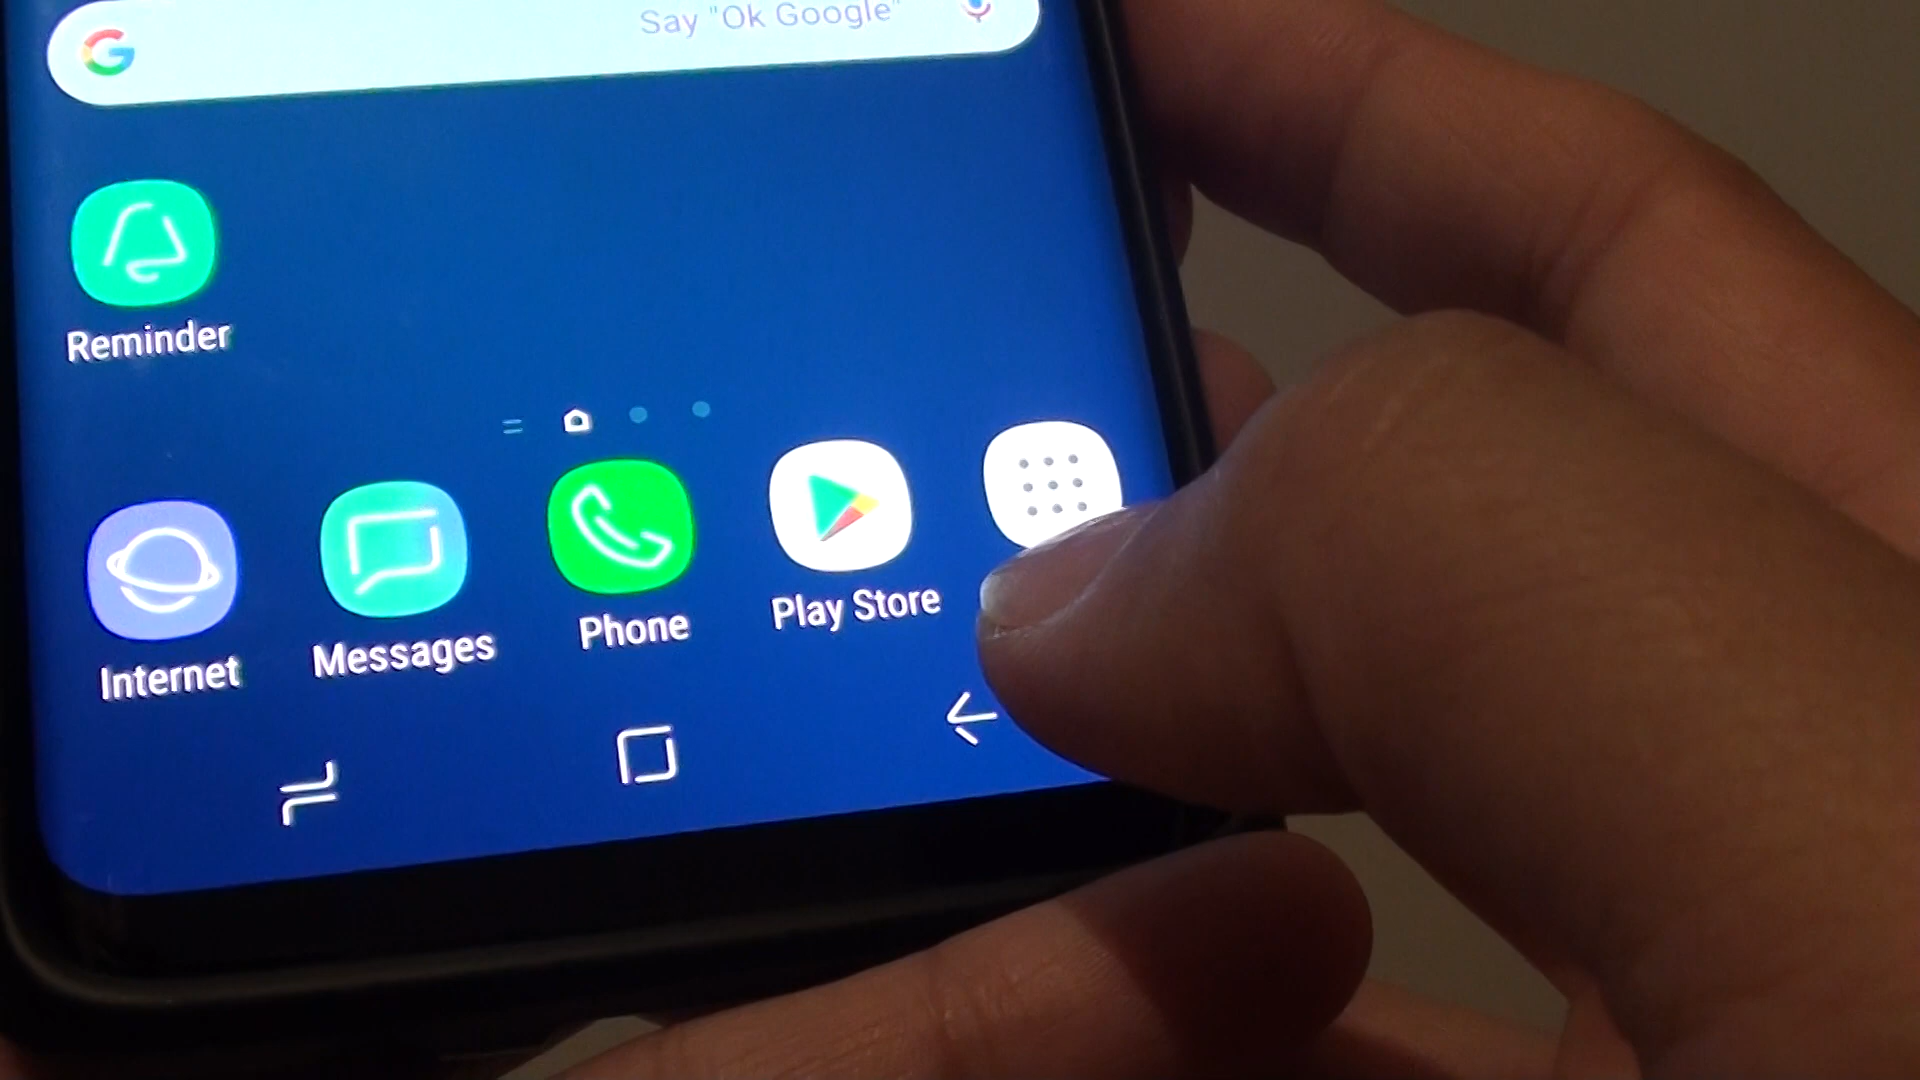 Say "Ok Google"
Reminder
Internet
Messages
Phone
Play Store